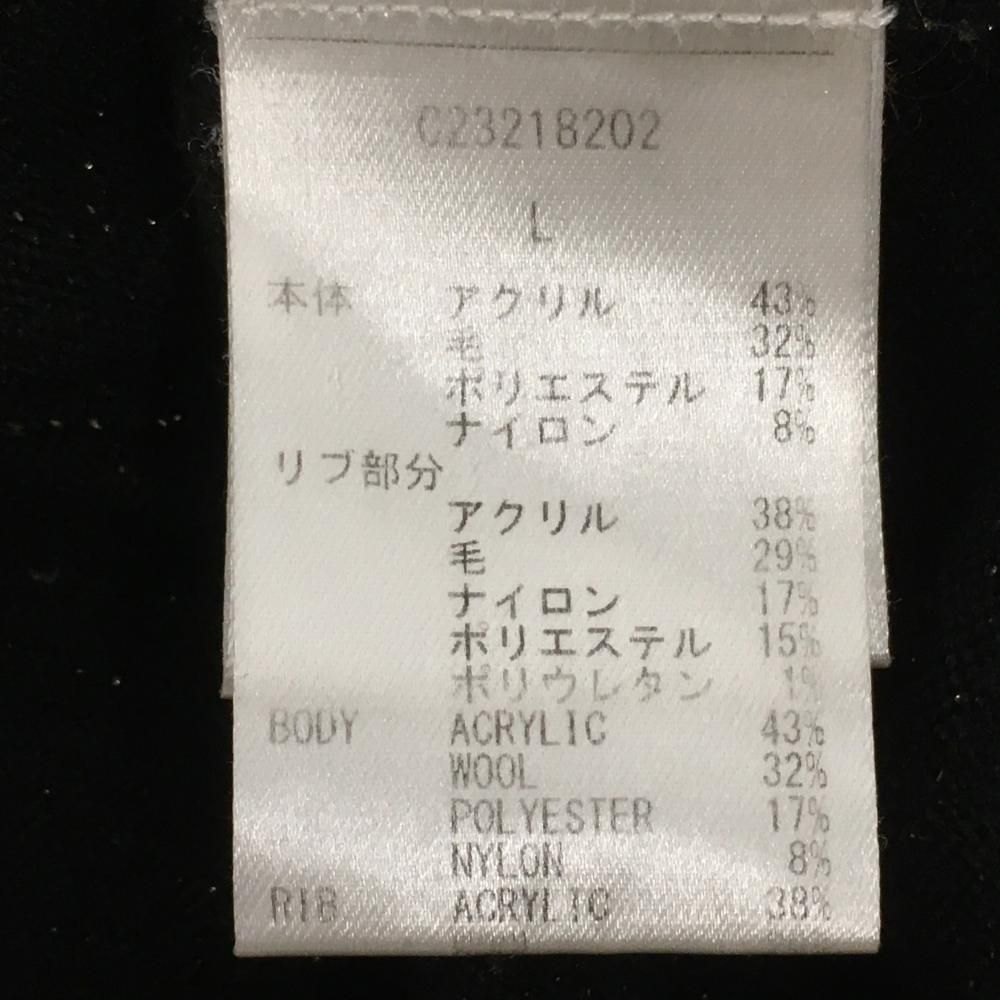 C23218202
L
本体 アクリル 43%
毛 32%
ポリエステル 17%
ナイロン 8%
リブ部分
アクリル 38%
毛 29%
ナイロン 17%
ポリエステル 15%
ポリウレタン 1%
BODY ACRYLIC 43%
WOOL 32%
POLYESTER 17%
NYLON 8%
RIB ACRYLIC 38%